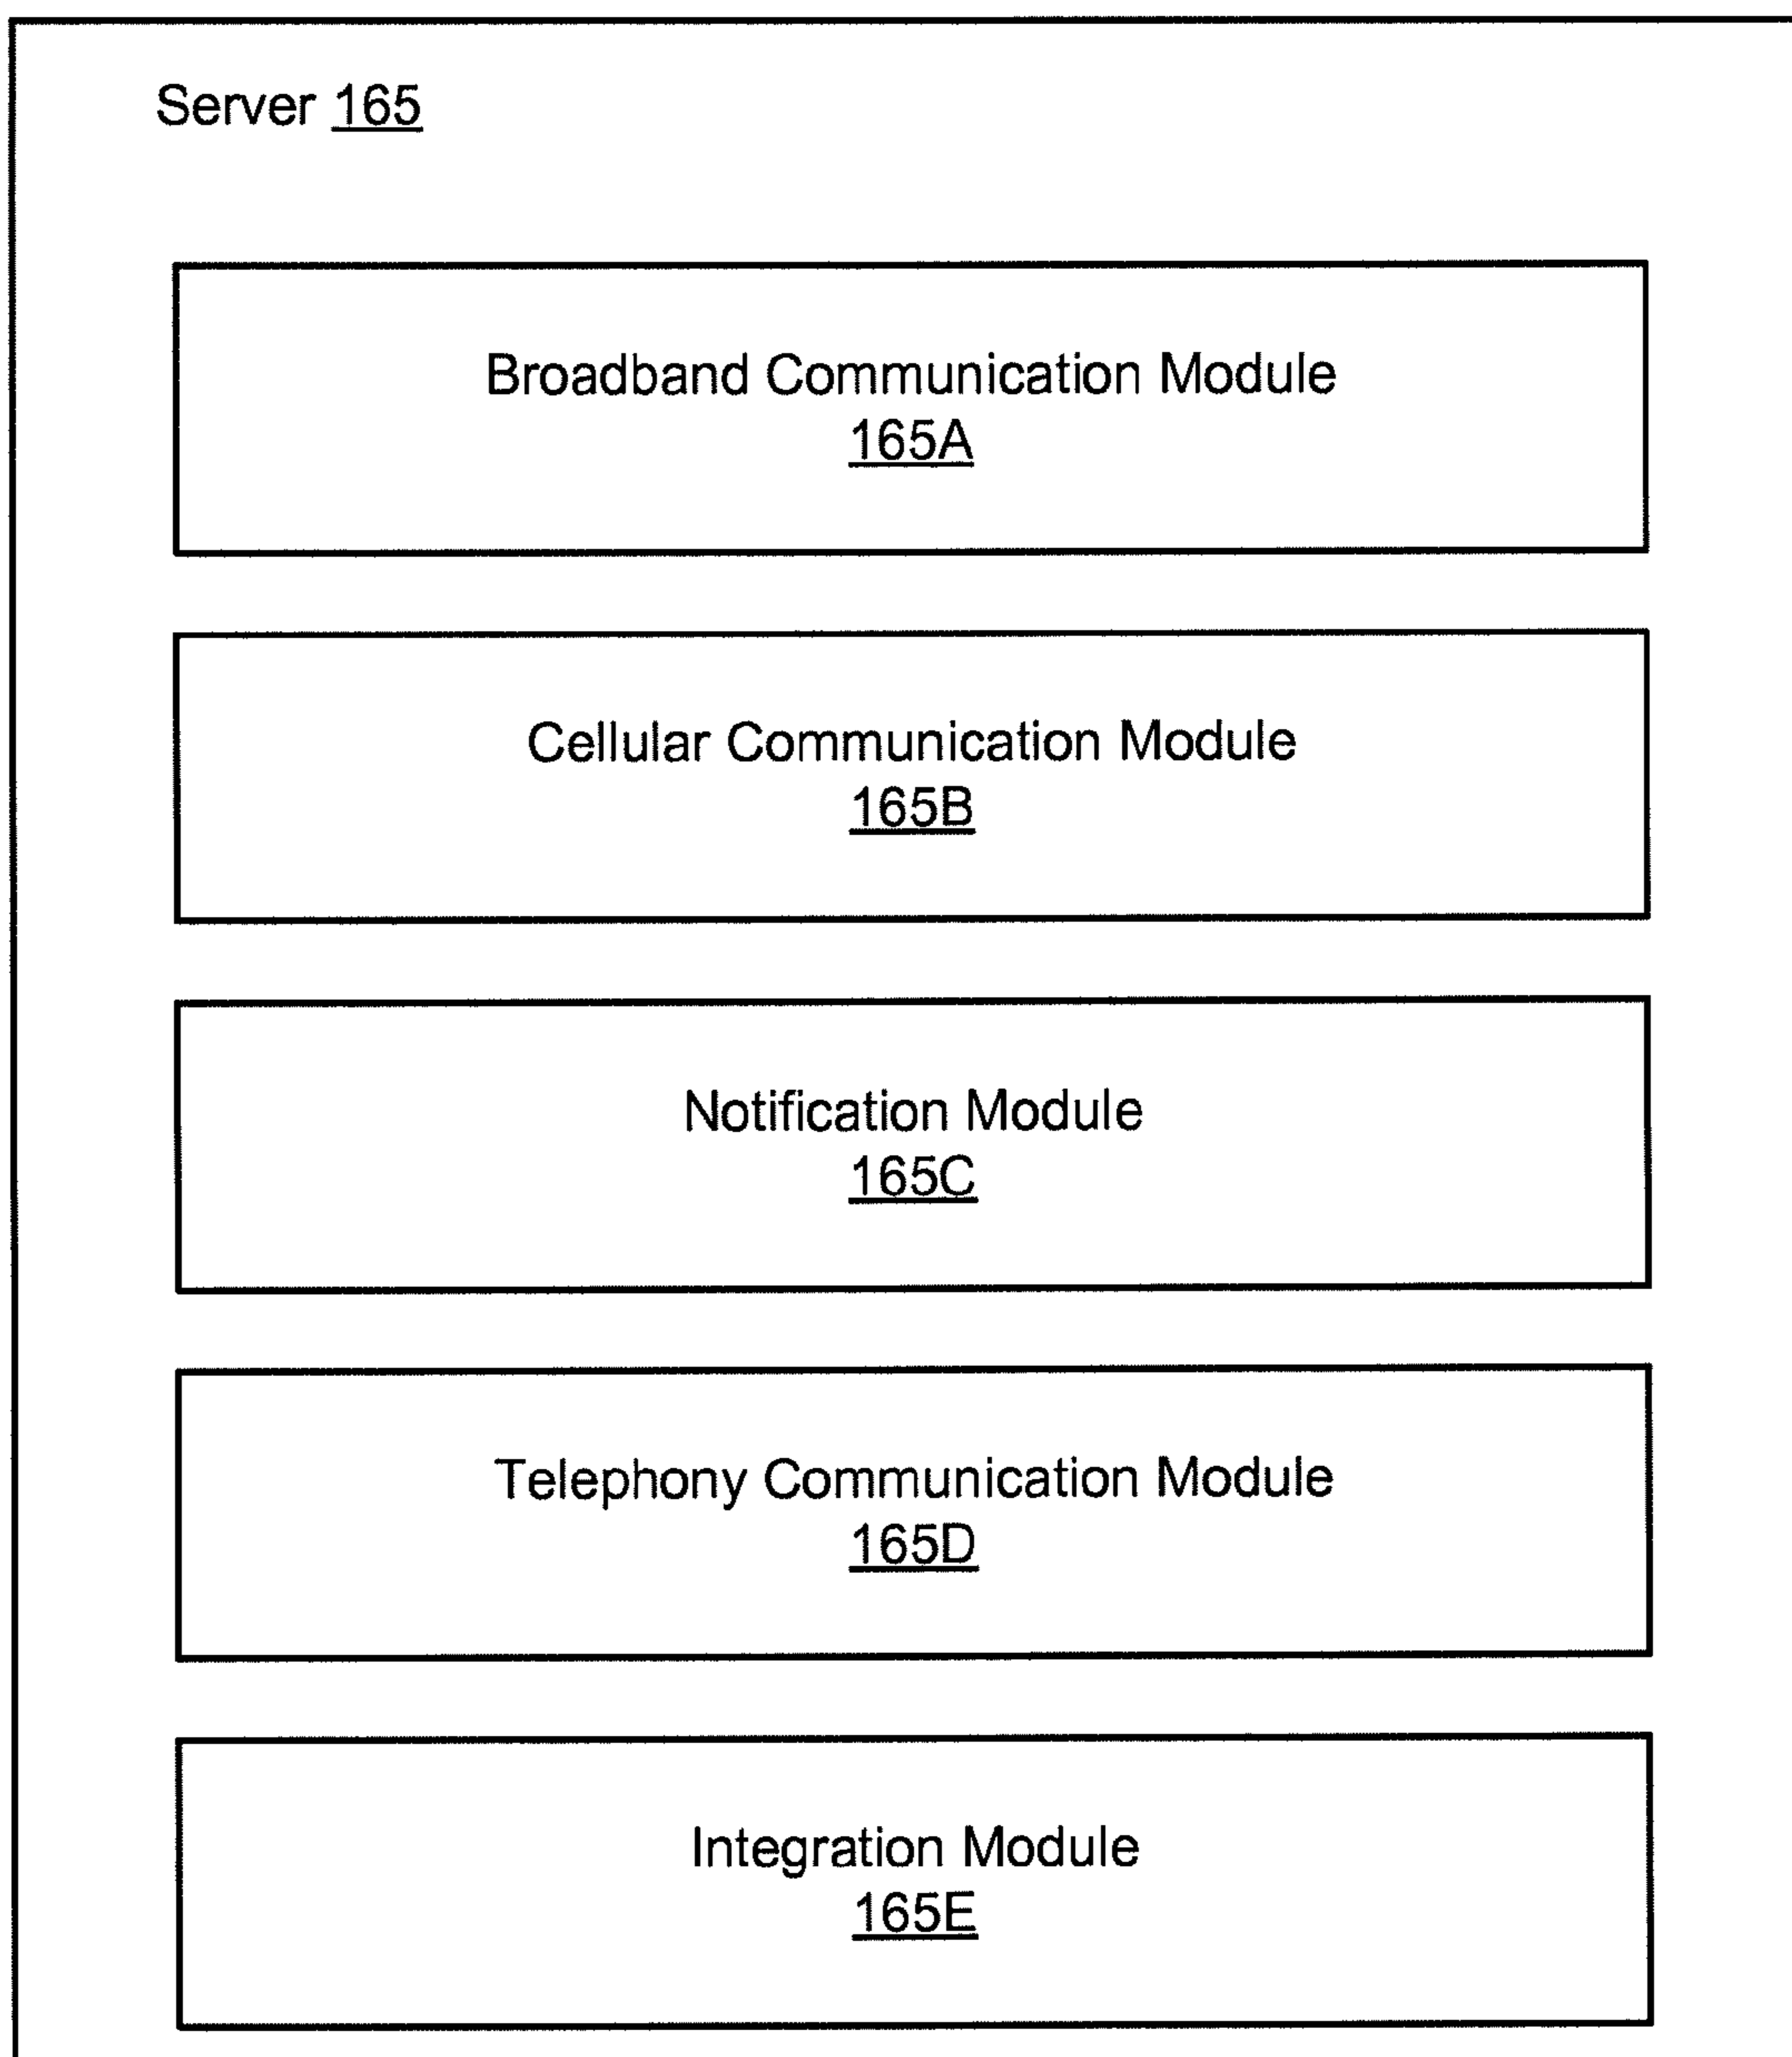 Server 165
Broadband Communication Module
165A
Cellular Communication Module
165B
Notification Module
165C
Telephony Communication Module
165D
Integration Module
165E